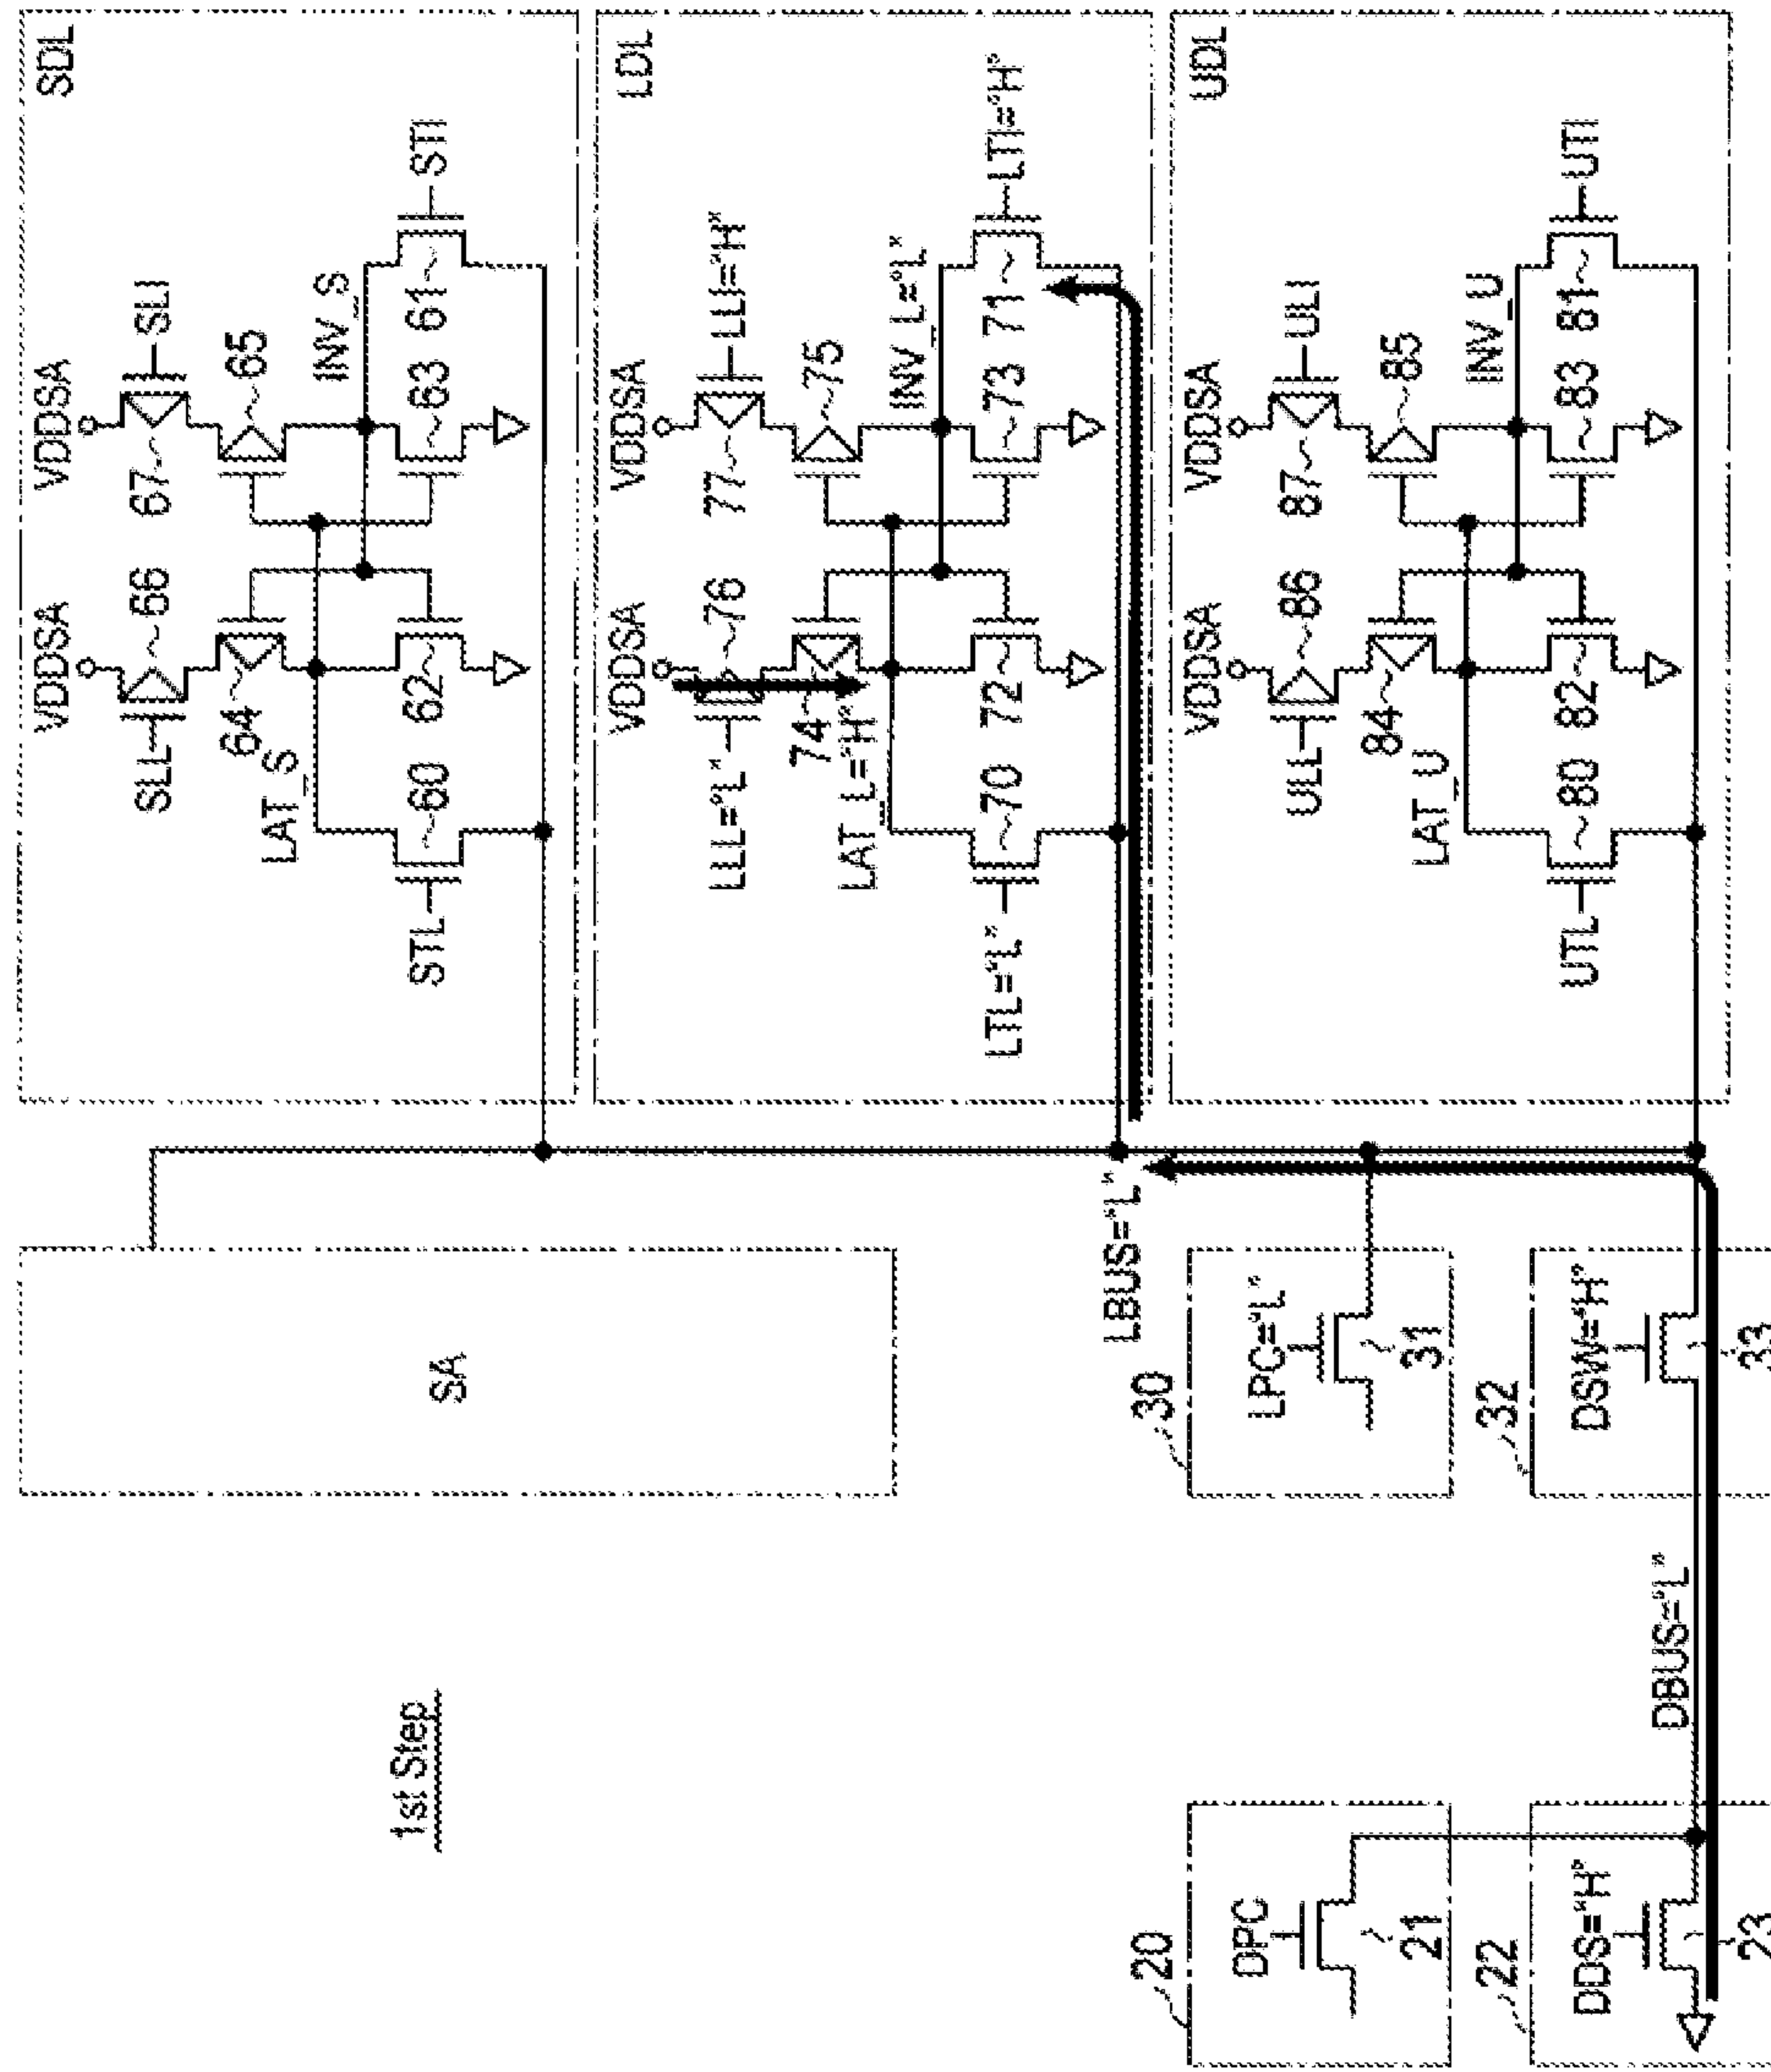 1st Step
SA
SDL
VDDSA
VDDSA
SLL
66
67
SLI
64
65
LAT_S
INV_S
STL
60
62
63
61
STI
LDL
VDDSA
VDDSA
LLL="L"
76
77
LLI="H"
74
75
LAT_L="H"
INV_L="L"
LTL="L"
70
72
73
71
LTI="H"
UDL
VDDSA
VDDSA
ULL
86
87
ULI
84
85
LAT_U
INV_U
UTL
80
82
83
81
UTI
LBUS="L"
20
DPC
21
30
LPC="L"
31
22
DDS="H"
23
DBUS="L"
32
DSW="H"
33